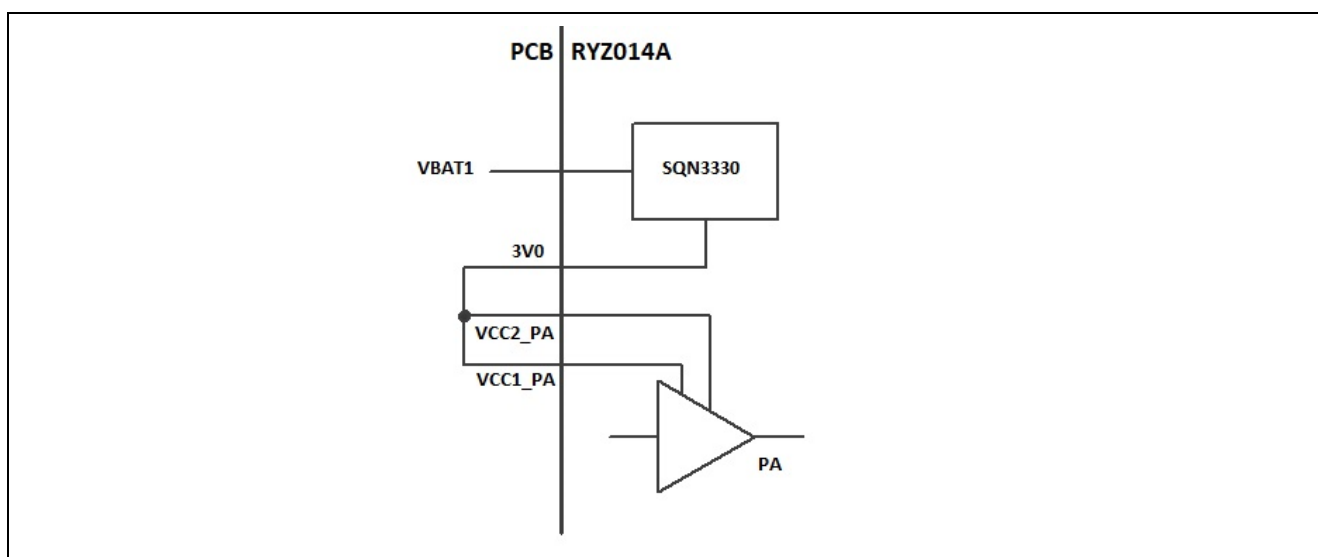 PCB RYZ014A
VBAT1
SQN3330
3V0
VCC2_PA
VCC1_PA
PA